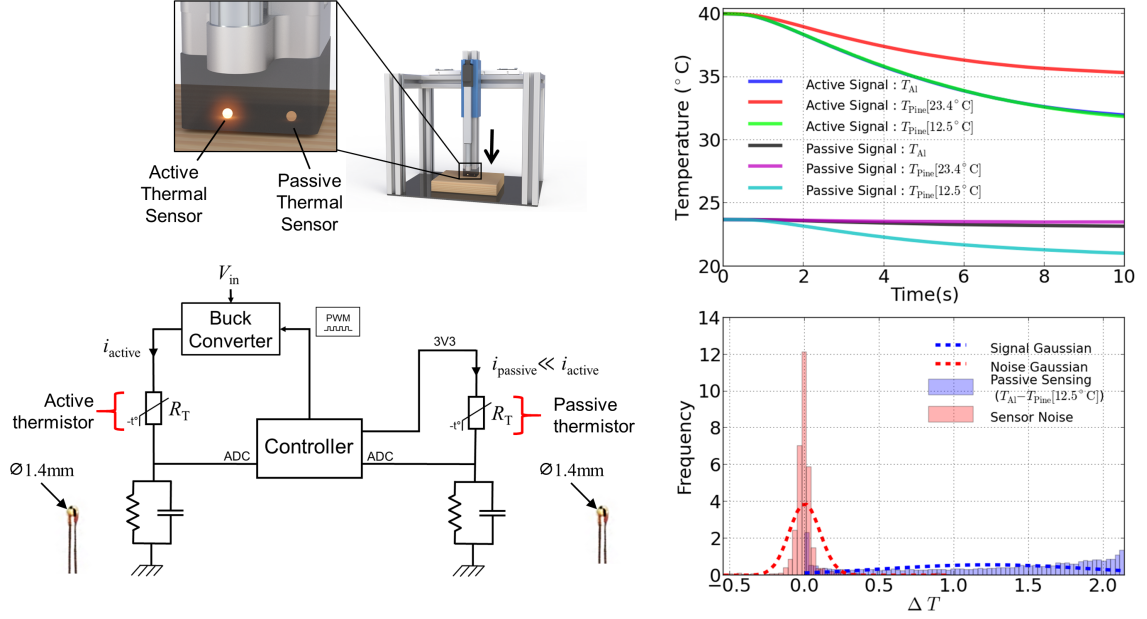 Active
Thermal
Sensor
Passive
Thermal
Sensor
V_in
Buck
Converter
PWM
i_active
3V3
i_passive ≪ i_active
Active
thermistor
R_T
-t°
Controller
-t°
R_T
Passive
thermistor
ADC
ADC
∅1.4mm
∅1.4mm
Temperature (°C)
40
35
30
25
20
Active Signal : T_Al
Active Signal : T_Pine[23.4°C]
Active Signal : T_Pine[12.5°C]
Passive Signal : T_Al
Passive Signal : T_Pine[23.4°C]
Passive Signal : T_Pine[12.5°C]
0 2 4 6 8 10
Time(s)
Frequency
14
12
10
8
6
4
2
0
Signal Gaussian
Noise Gaussian
Passive Sensing
(T_Al−T_Pine[12.5°C])
Sensor Noise
−0.5 0.0 0.5 1.0 1.5 2.0
Δ T